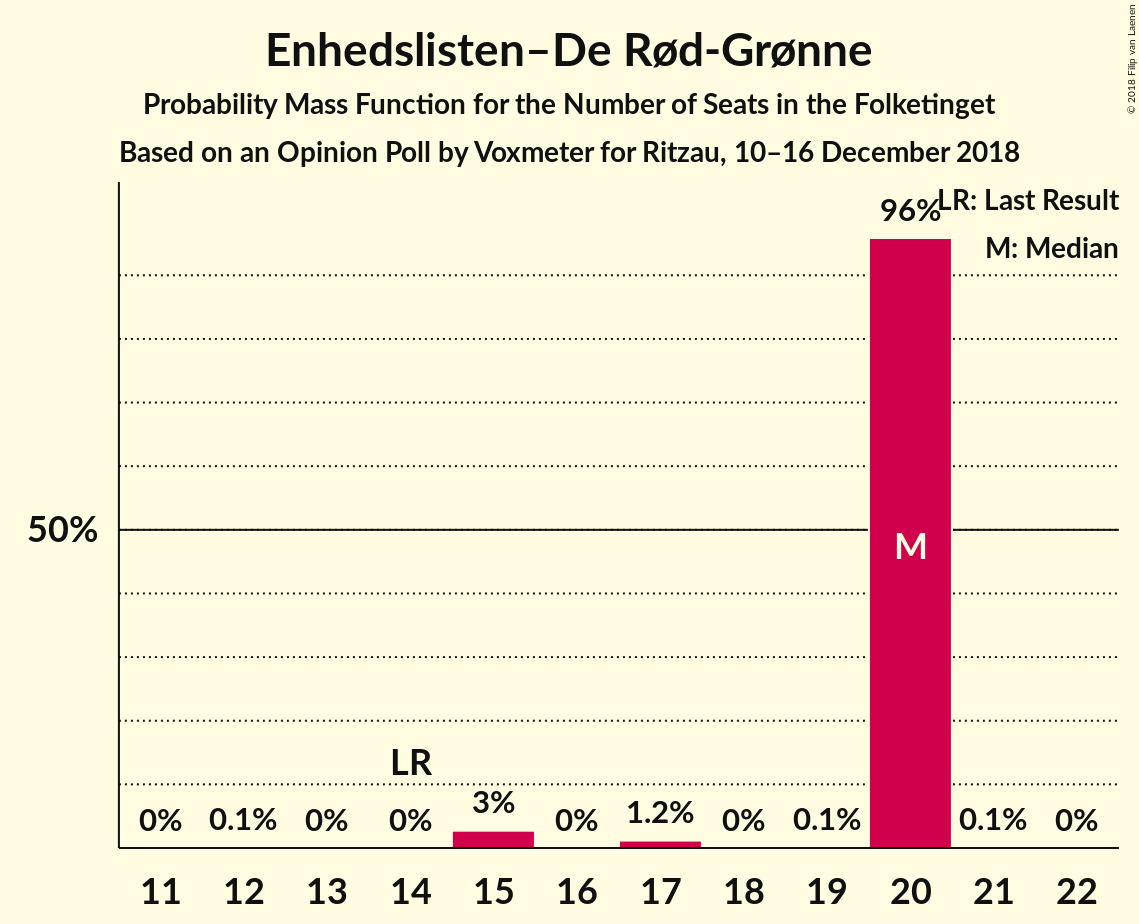 Enhedslisten–De Rød-Grønne
Probability Mass Function for the Number of Seats in the Folketinget
Based on an Opinion Poll by Voxmeter for Ritzau, 10–16 December 2018
© 2018 Filip van Laenen
LR: Last Result
M: Median
96%
50%
M
LR
0% 0.1% 0% 0% 3% 0% 1.2% 0% 0.1% 0.1% 0%
11 12 13 14 15 16 17 18 19 20 21 22